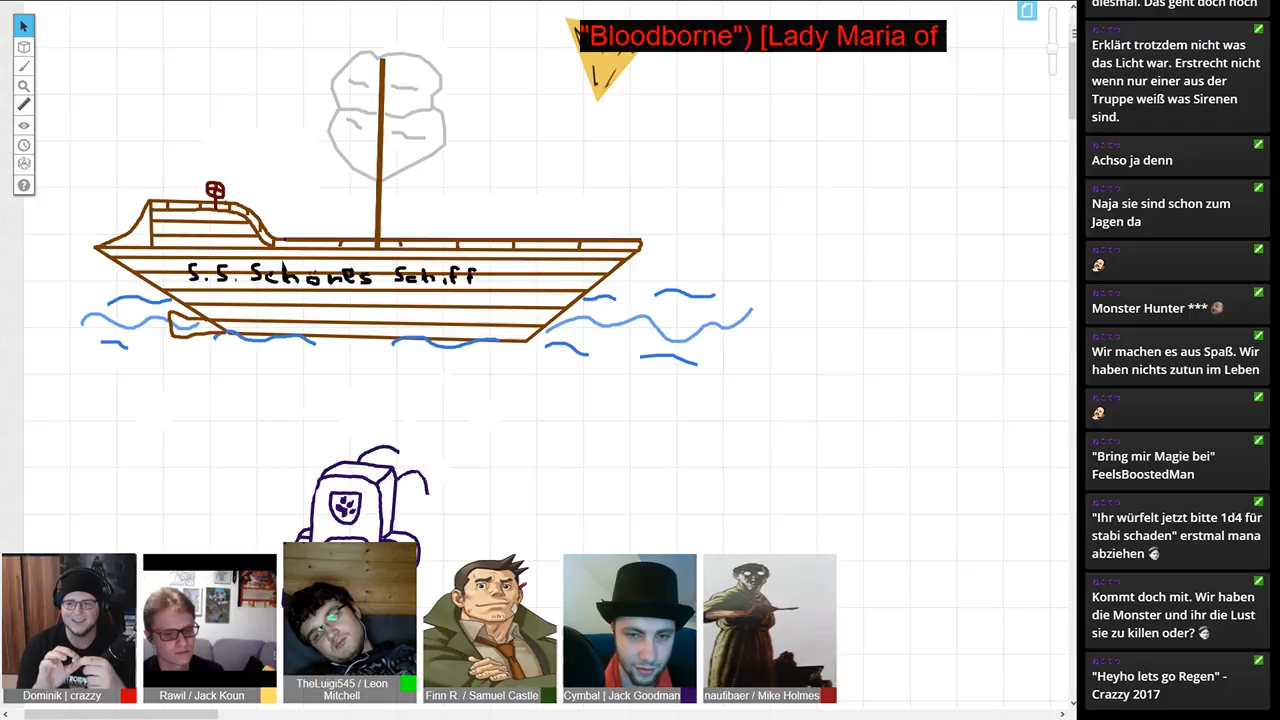 "Bloodborne") [Lady Maria of
S.S. Schönes Schiff
diesmal. Das geht doch noch
Erklärt trotzdem nicht was
das Licht war. Erstrecht nicht
wenn nur einer aus der
Truppe weiß was Sirenen
sind.
Achso ja denn
Naja sie sind schon zum
Jagen da
Monster Hunter ***
Wir machen es aus Spaß. Wir
haben nichts zutun im Leben
"Bring mir Magie bei"
FeelsBoostedMan
"Ihr würfelt jetzt bitte 1d4 für
stabi schaden" erstmal mana
abziehen
Kommt doch mit. Wir haben
die Monster und ihr die Lust
sie zu killen oder?
"Heyho lets go Regen" -
Crazzy 2017
Dominik | crazzy
Rawil / Jack Koun
TheLuigi545 / Leon
Mitchell
Finn R. / Samuel Castle
Cymbal | Jack Goodman
naufibaer / Mike Holmes